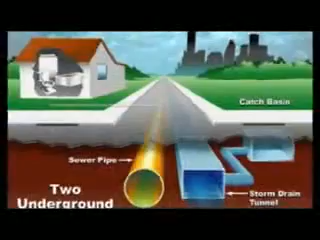 Catch Basin
Sewer Pipe
Storm Drain
Tunnel
Two
Underground